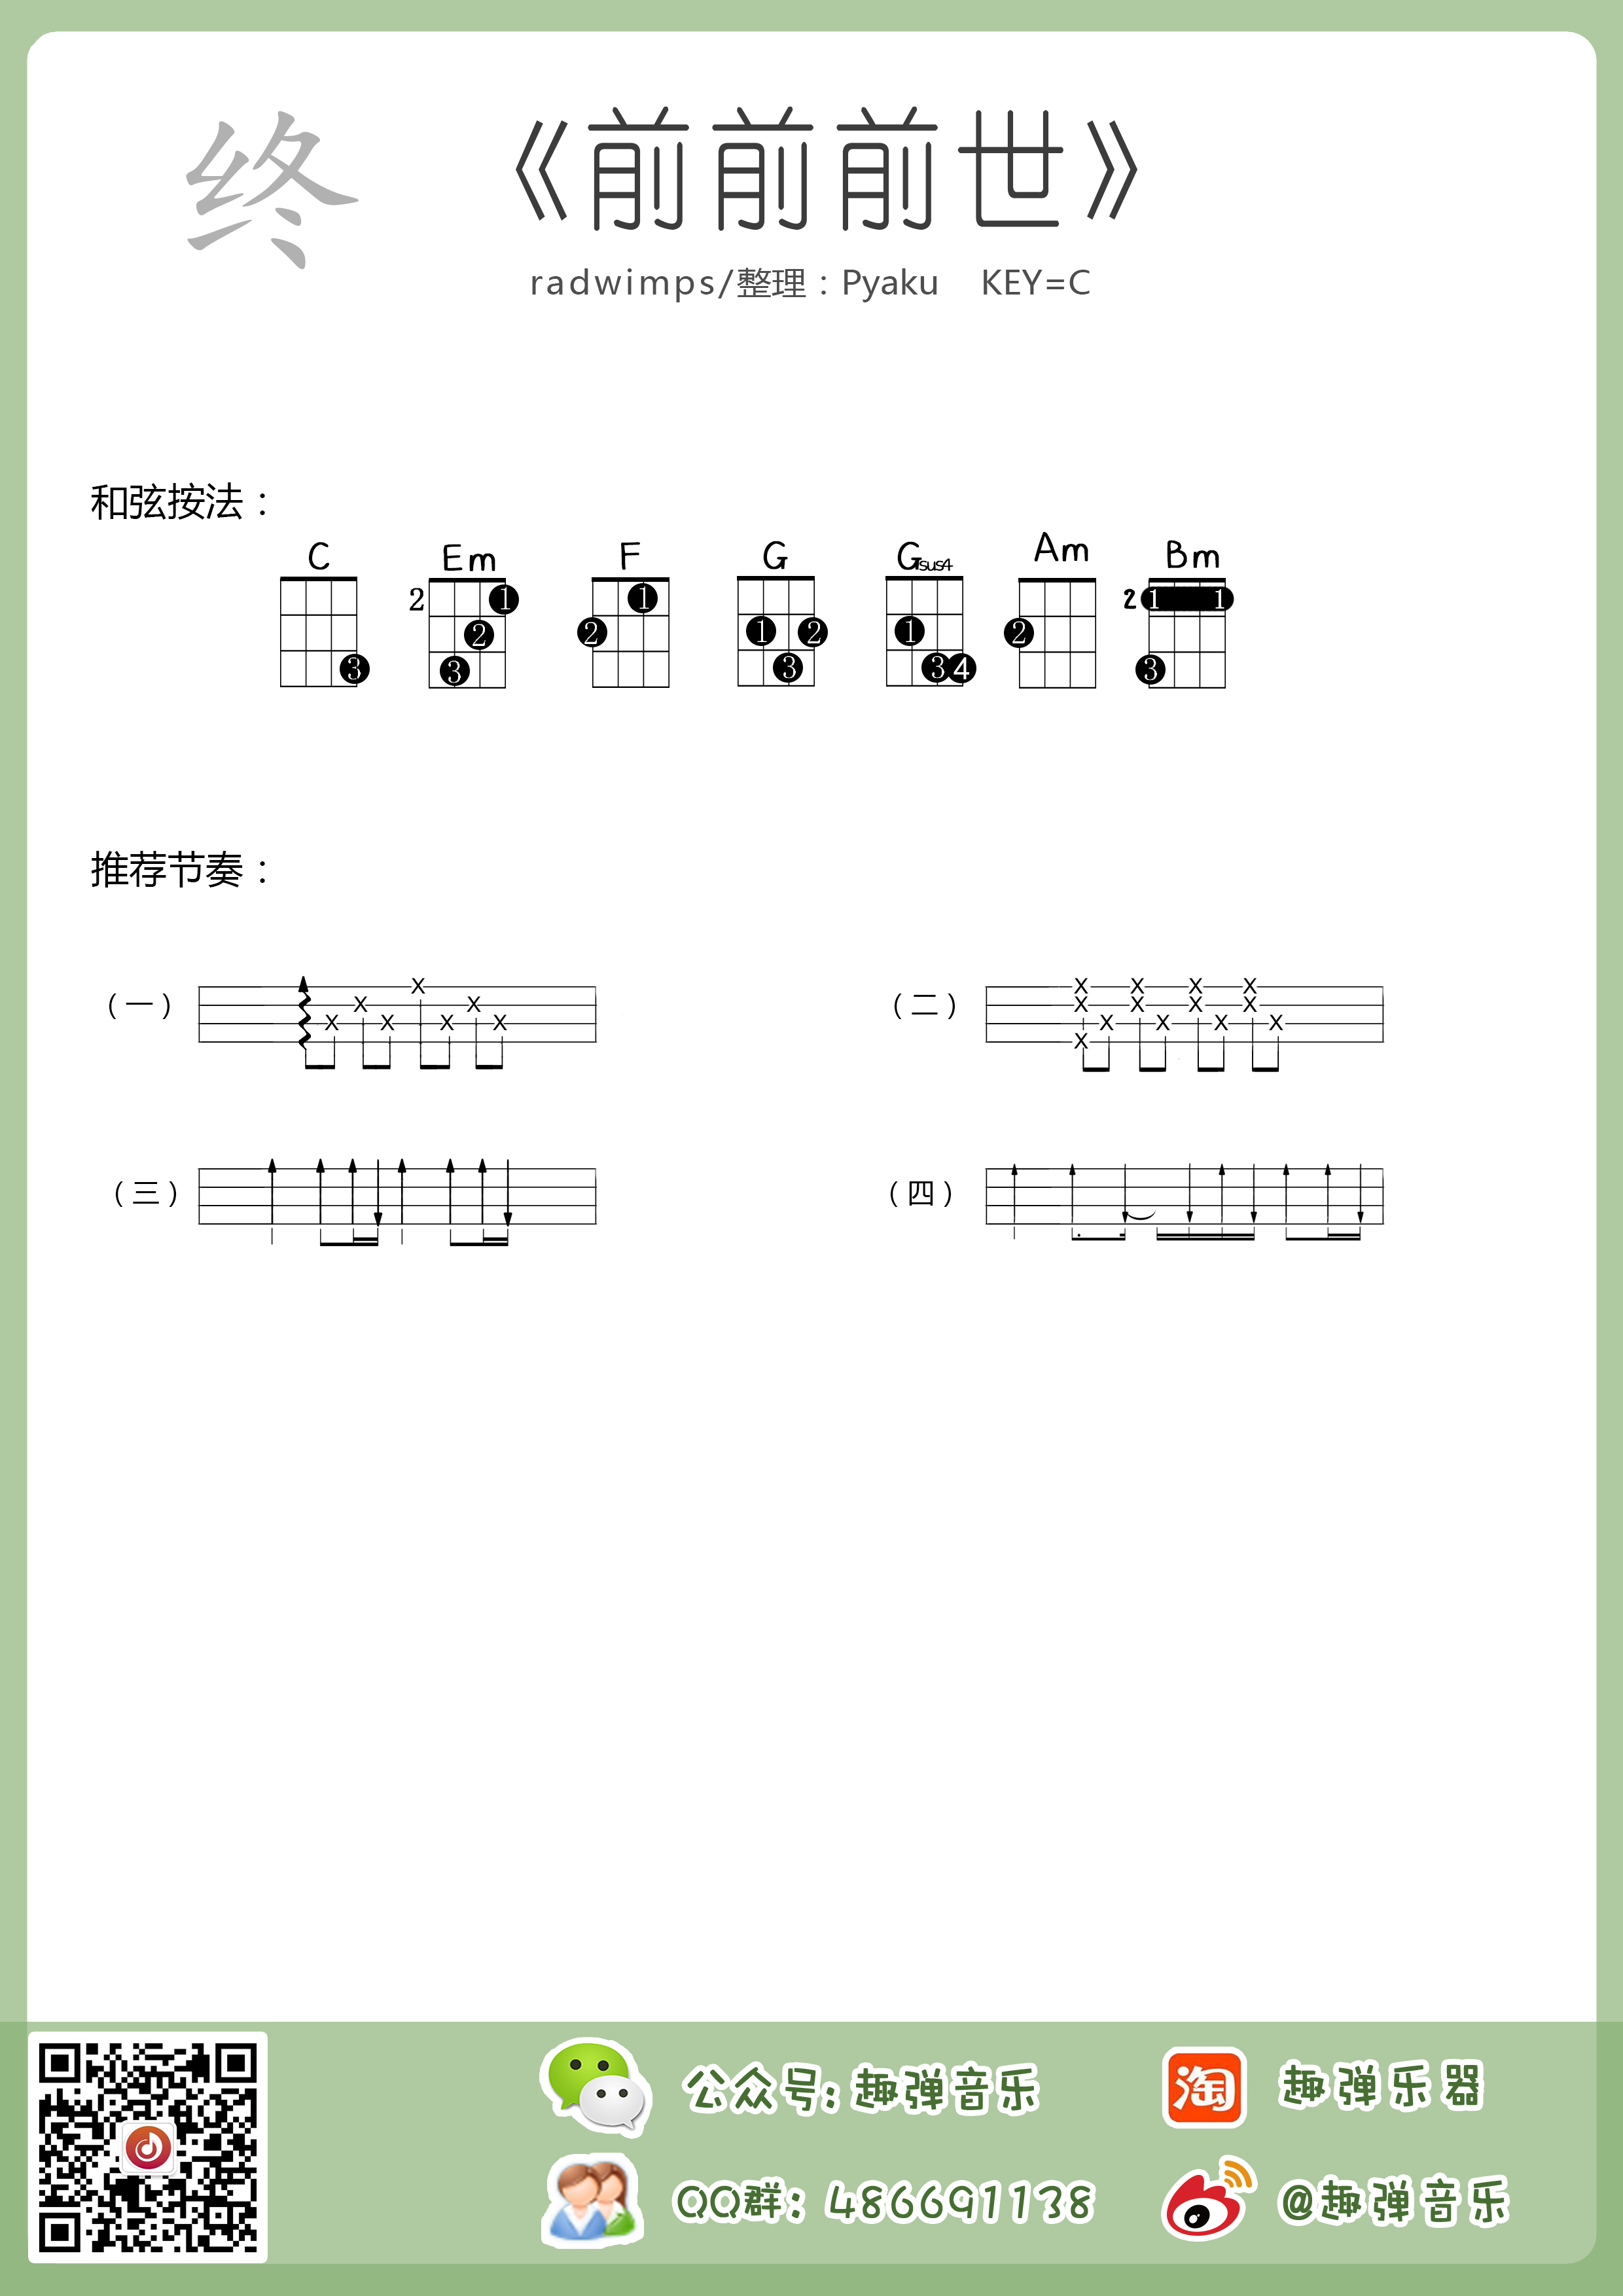 终
《前前前世》
radwimps/整理：Pyaku KEY=C
和弦按法：
C Em F G Gsus4 Am Bm
2 1 2 3
3
1 2
1 2 3
1 3 4
2
2 1 1 3
推荐节奏：
（一） X X X X X X X
（二） X X X X X X X X X X X X X
（三）
（四）
公众号：趣弹音乐
淘 趣弹乐器
QQ群：486691138
@趣弹音乐